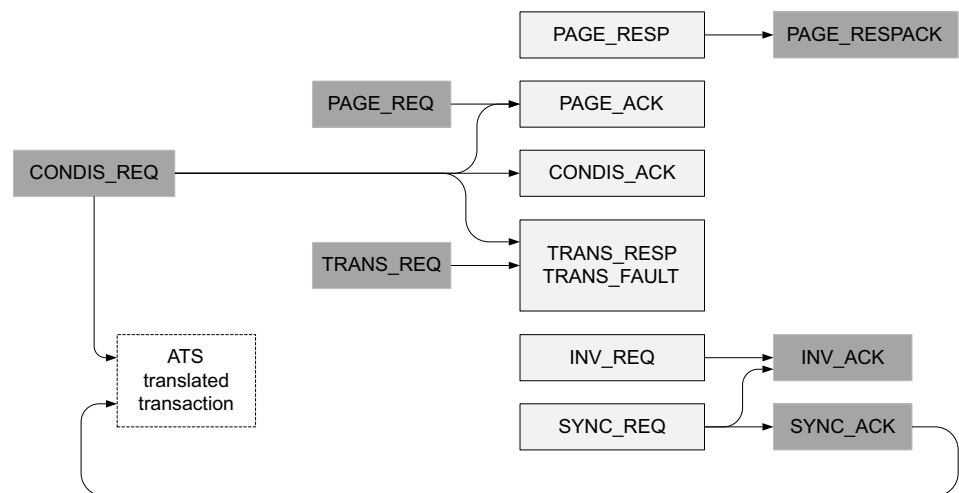 PAGE_RESP
PAGE_RESPACK
PAGE_REQ
PAGE_ACK
CONDIS_REQ
CONDIS_ACK
TRANS_REQ
TRANS_RESP
TRANS_FAULT
ATS
translated
transaction
INV_REQ
INV_ACK
SYNC_REQ
SYNC_ACK